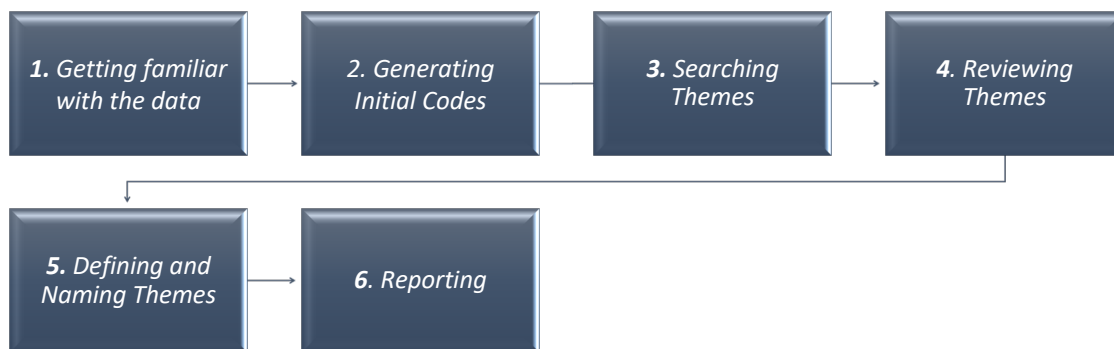 1. Getting familiar
with the data
2. Generating
Initial Codes
3. Searching
Themes
4. Reviewing
Themes
5. Defining and
Naming Themes
6. Reporting